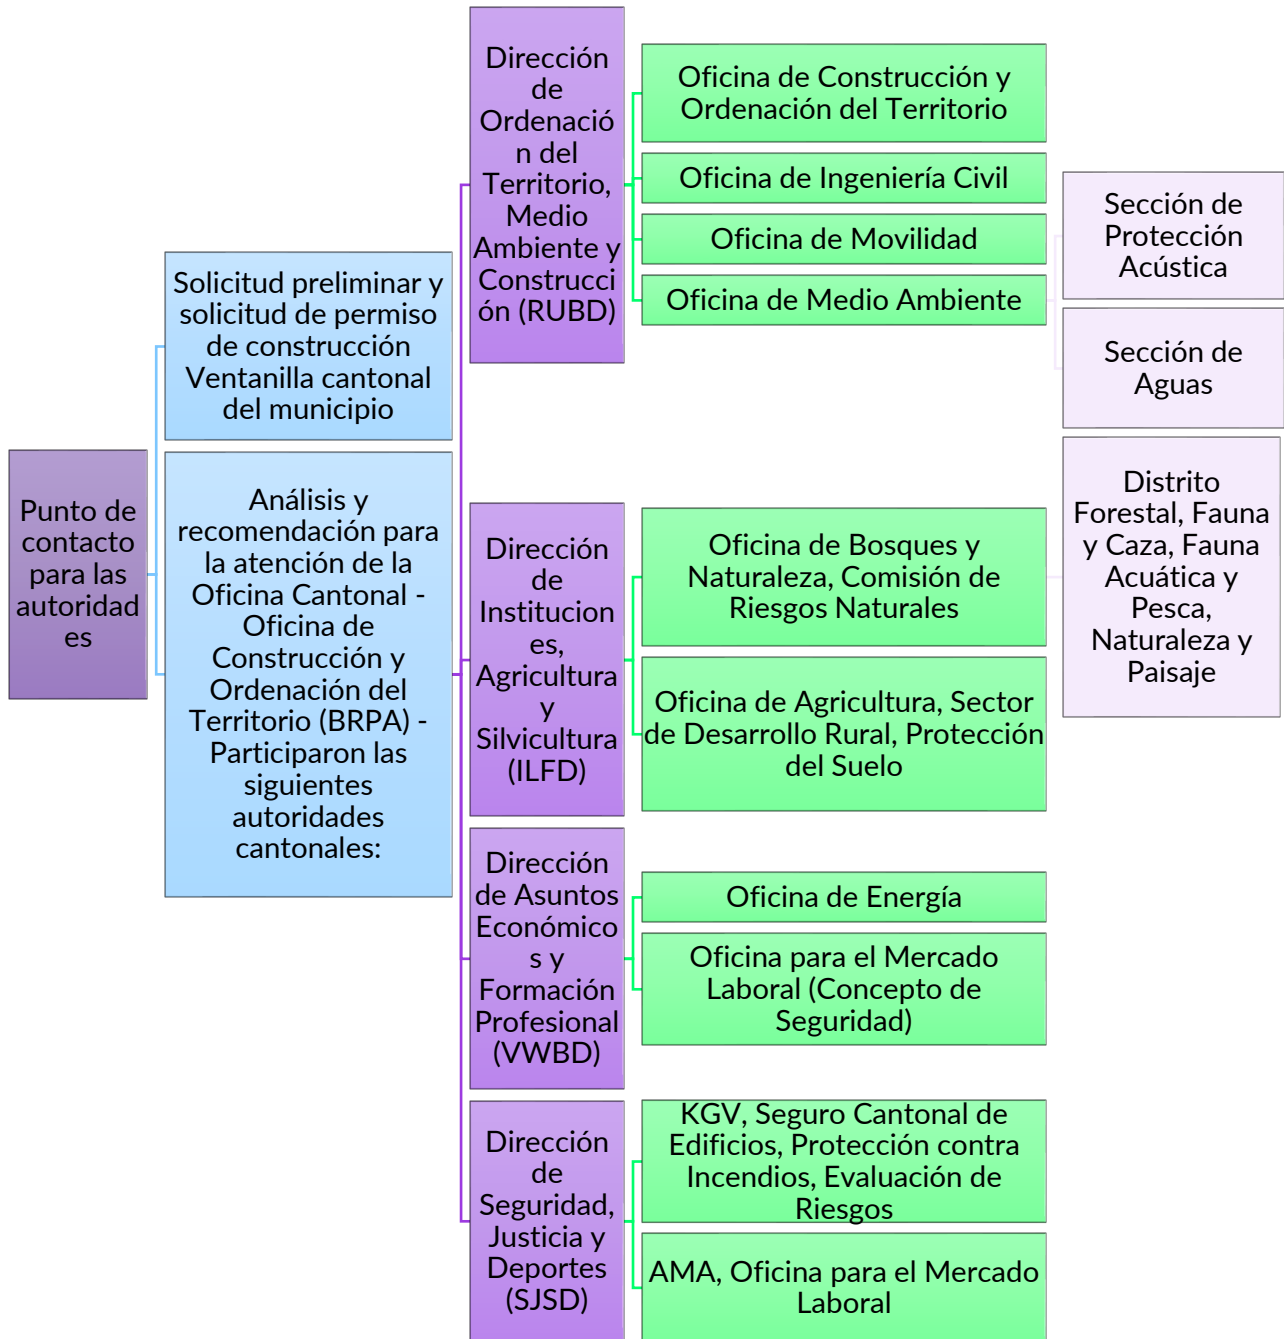 Punto de
contacto
para las
autoridad
es
Solicitud preliminar y
solicitud de permiso
de construcción
Ventanilla cantonal
del municipio
Análisis y
recomendación para
la atención de la
Oficina Cantonal -
Oficina de
Construcción y
Ordenación del
Territorio (BRPA) -
Participaron las
siguientes
autoridades
cantonales:
Dirección
de
Ordenació
n del
Territorio,
Medio
Ambiente y
Construcci
ón (RUBD)
Oficina de Construcción y
Ordenación del Territorio
Oficina de Ingeniería Civil
Oficina de Movilidad
Oficina de Medio Ambiente
Sección de
Protección
Acústica
Sección de
Aguas
Dirección
de
Institucion
es,
Agricultura
y
Silvicultura
(ILFD)
Oficina de Bosques y
Naturaleza, Comisión de
Riesgos Naturales
Distrito
Forestal, Fauna
y Caza, Fauna
Acuática y
Pesca,
Naturaleza y
Paisaje
Oficina de Agricultura, Sector
de Desarrollo Rural, Protección
del Suelo
Dirección
de Asuntos
Económico
s y
Formación
Profesional
(VWBD)
Oficina de Energía
Oficina para el Mercado
Laboral (Concepto de
Seguridad)
Dirección
de
Seguridad,
Justicia y
Deportes
(SJSD)
KGV, Seguro Cantonal de
Edificios, Protección contra
Incendios, Evaluación de
Riesgos
AMA, Oficina para el Mercado
Laboral